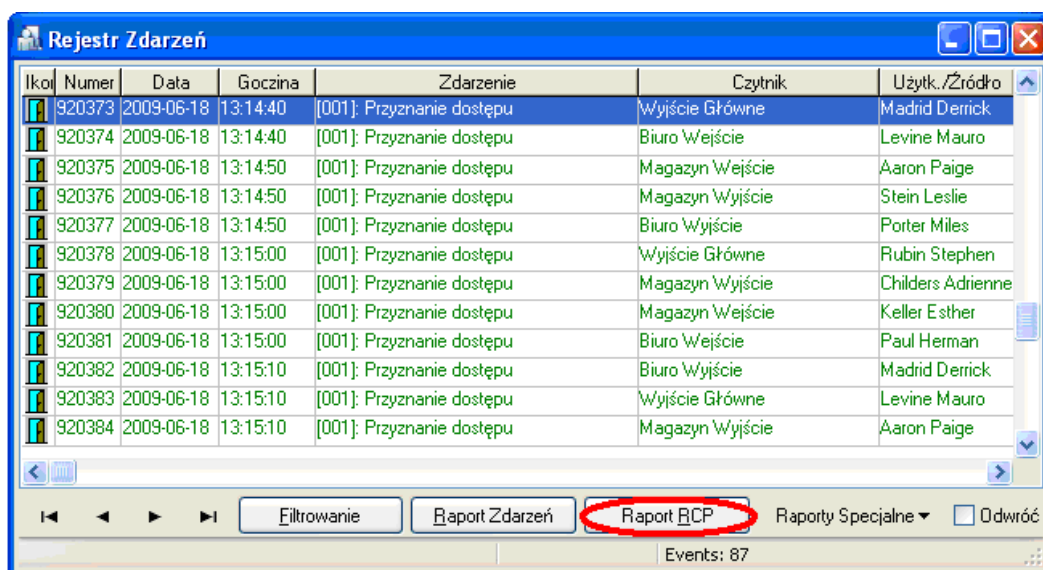 Rejestr Zdarzeń
Ikoı Numer Data Goczina Zdarzenie Czytnik Użytk./Źródło
920373 2009-06-18 13:14:40 [001]: Przyznanie dostępu Wyjście Główne Madrid Derrick
920374 2009-06-18 13:14:40 [001]: Przyznanie dostępu Biuro Wejście Levine Mauro
920375 2009-06-18 13:14:50 [001]: Przyznanie dostępu Magazyn Wejście Aaron Paige
920376 2009-06-18 13:14:50 [001]: Przyznanie dostępu Magazyn Wyjście Stein Leslie
920377 2009-06-18 13:14:50 [001]: Przyznanie dostępu Biuro Wyjście Porter Miles
920378 2009-06-18 13:15:00 [001]: Przyznanie dostępu Wyjście Główne Rubin Stephen
920379 2009-06-18 13:15:00 [001]: Przyznanie dostępu Magazyn Wyjście Childers Adrienne
920380 2009-06-18 13:15:00 [001]: Przyznanie dostępu Magazyn Wejście Keller Esther
920381 2009-06-18 13:15:00 [001]: Przyznanie dostępu Biuro Wejście Paul Herman
920382 2009-06-18 13:15:10 [001]: Przyznanie dostępu Biuro Wyjście Madrid Derrick
920383 2009-06-18 13:15:10 [001]: Przyznanie dostępu Wyjście Główne Levine Mauro
920384 2009-06-18 13:15:10 [001]: Przyznanie dostępu Magazyn Wyjście Aaron Paige
Filtrowanie Raport Zdarzeń Raport RCP Raporty Specjalne Odwróć
Events: 87